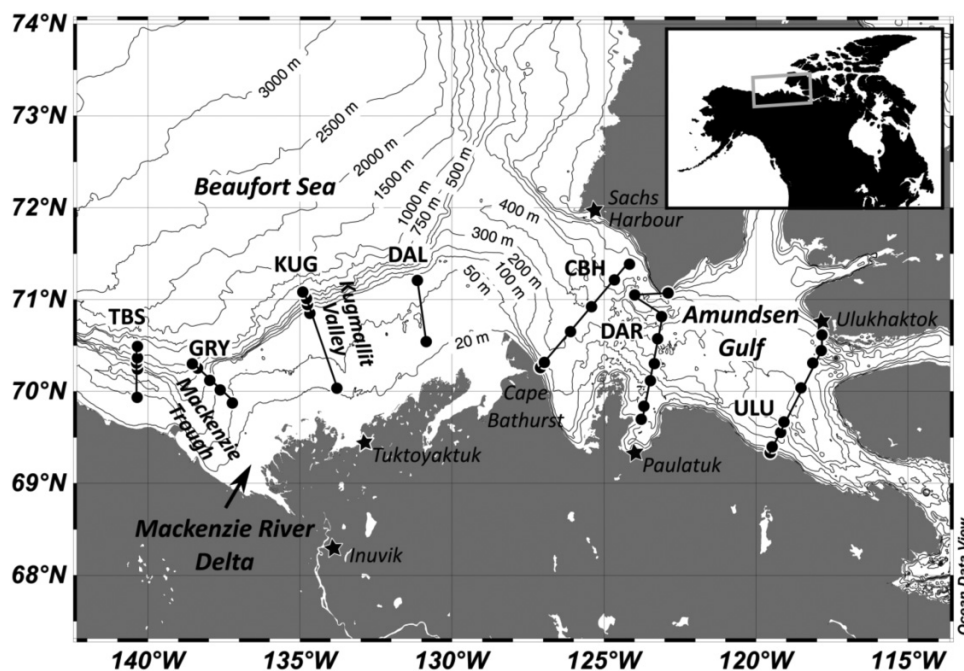 74°N
73°N
72°N
71°N
70°N
69°N
68°N
3000 m
2500 m
2000 m
1500 m
1000 m
750 m
500 m
400 m
300 m
200 m
100 m
50 m
20 m
Beaufort Sea
Sachs
Harbour
TBS
GRY
KUG
DAL
CBH
DAR
ULU
Kugmallit
Valley
Mackenzie
Trough
Amundsen
Gulf
Ulukhaktok
Cape
Bathurst
Tuktoyaktuk
Paulatuk
Mackenzie River
Delta
Inuvik
140°W
135°W
130°W
125°W
120°W
115°W
Ocean Data View